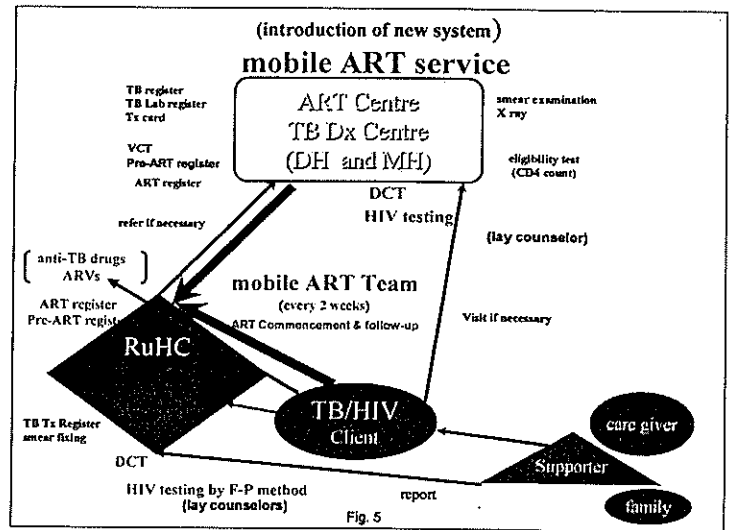 (introduction of new system)
mobile ART service
TB register
TB Lab register
Tx card
VCT
Pre-ART register
ART register
ART Centre
TB Dx Centre
(DH and MH)
smear examination
X ray
eligibility test
(CD4 count)
DCT
HIV testing
(lay counselor)
refer if necessary
anti-TB drugs
ARVs
ART register
Pre-ART regist
mobile ART Team
(every 2 weeks)
ART Commencement & follow-up
Visit if necessary
RuHC
TB/HIV
Client
care giver
Supporter
family
TB Tx Register
smear fixing
DCT
HIV testing by F-P method
(lay counselors)
report
Fig. 5